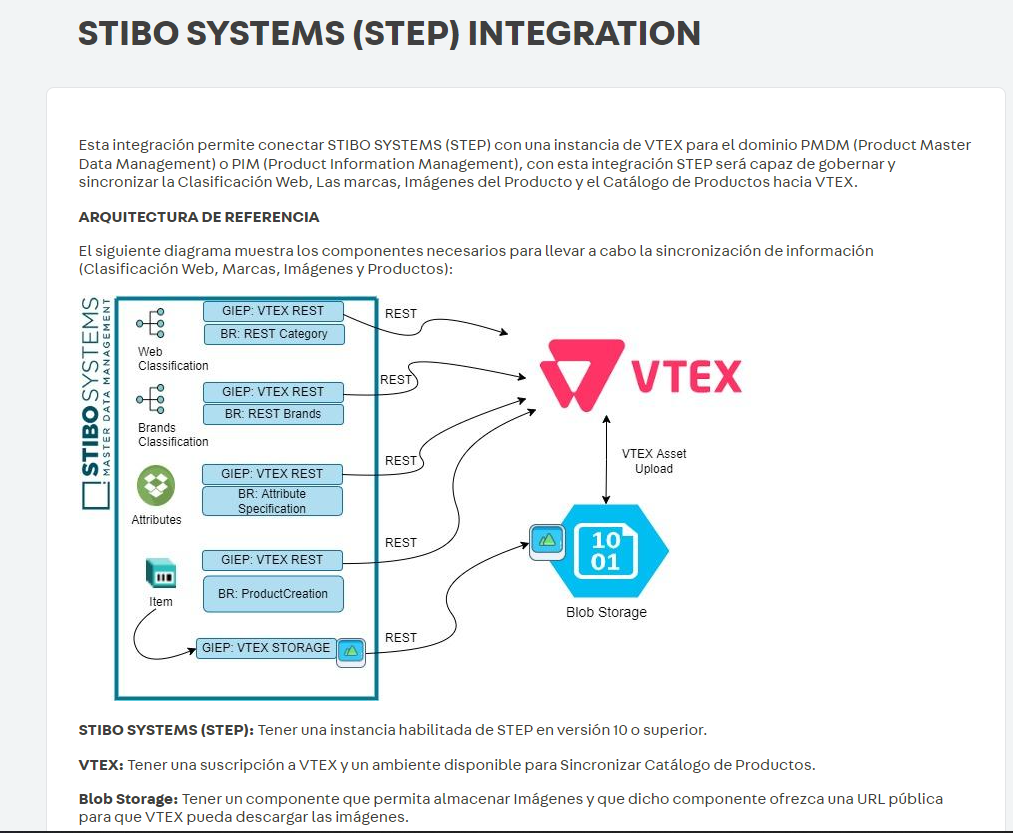 STIBO SYSTEMS (STEP) INTEGRATION
Esta integración permite conectar STIBO SYSTEMS (STEP) con una instancia de VTEX para el dominio PMDM (Product Master
Data Management) o PIM (Product Information Management), con esta integración STEP será capaz de gobernar y
sincronizar la Clasificación Web, Las marcas, Imágenes del Producto y el Catálogo de Productos hacia VTEX.
ARQUITECTURA DE REFERENCIA
El siguiente diagrama muestra los componentes necesarios para llevar a cabo la sincronización de información
(Clasificación Web, Marcas, Imágenes y Productos):
STIBO SYSTEMS
MASTER DATA MANAGEMENT
Web
Classification
GIEP: VTEX REST
BR: REST Category
REST
Brands
Classification
GIEP: VTEX REST
BR: REST Brands
REST
Attributes
GIEP: VTEX REST
BR: Attribute
Specification
REST
Item
GIEP: VTEX REST
BR: ProductCreation
REST
GIEP: VTEX STORAGE
REST
VTEX
VTEX Asset
Upload
10
01
Blob Storage
STIBO SYSTEMS (STEP): Tener una instancia habilitada de STEP en versión 10 o superior.
VTEX: Tener una suscripción a VTEX y un ambiente disponible para Sincronizar Catálogo de Productos.
Blob Storage: Tener un componente que permita almacenar Imágenes y que dicho componente ofrezca una URL pública
para que VTEX pueda descargar las imágenes.